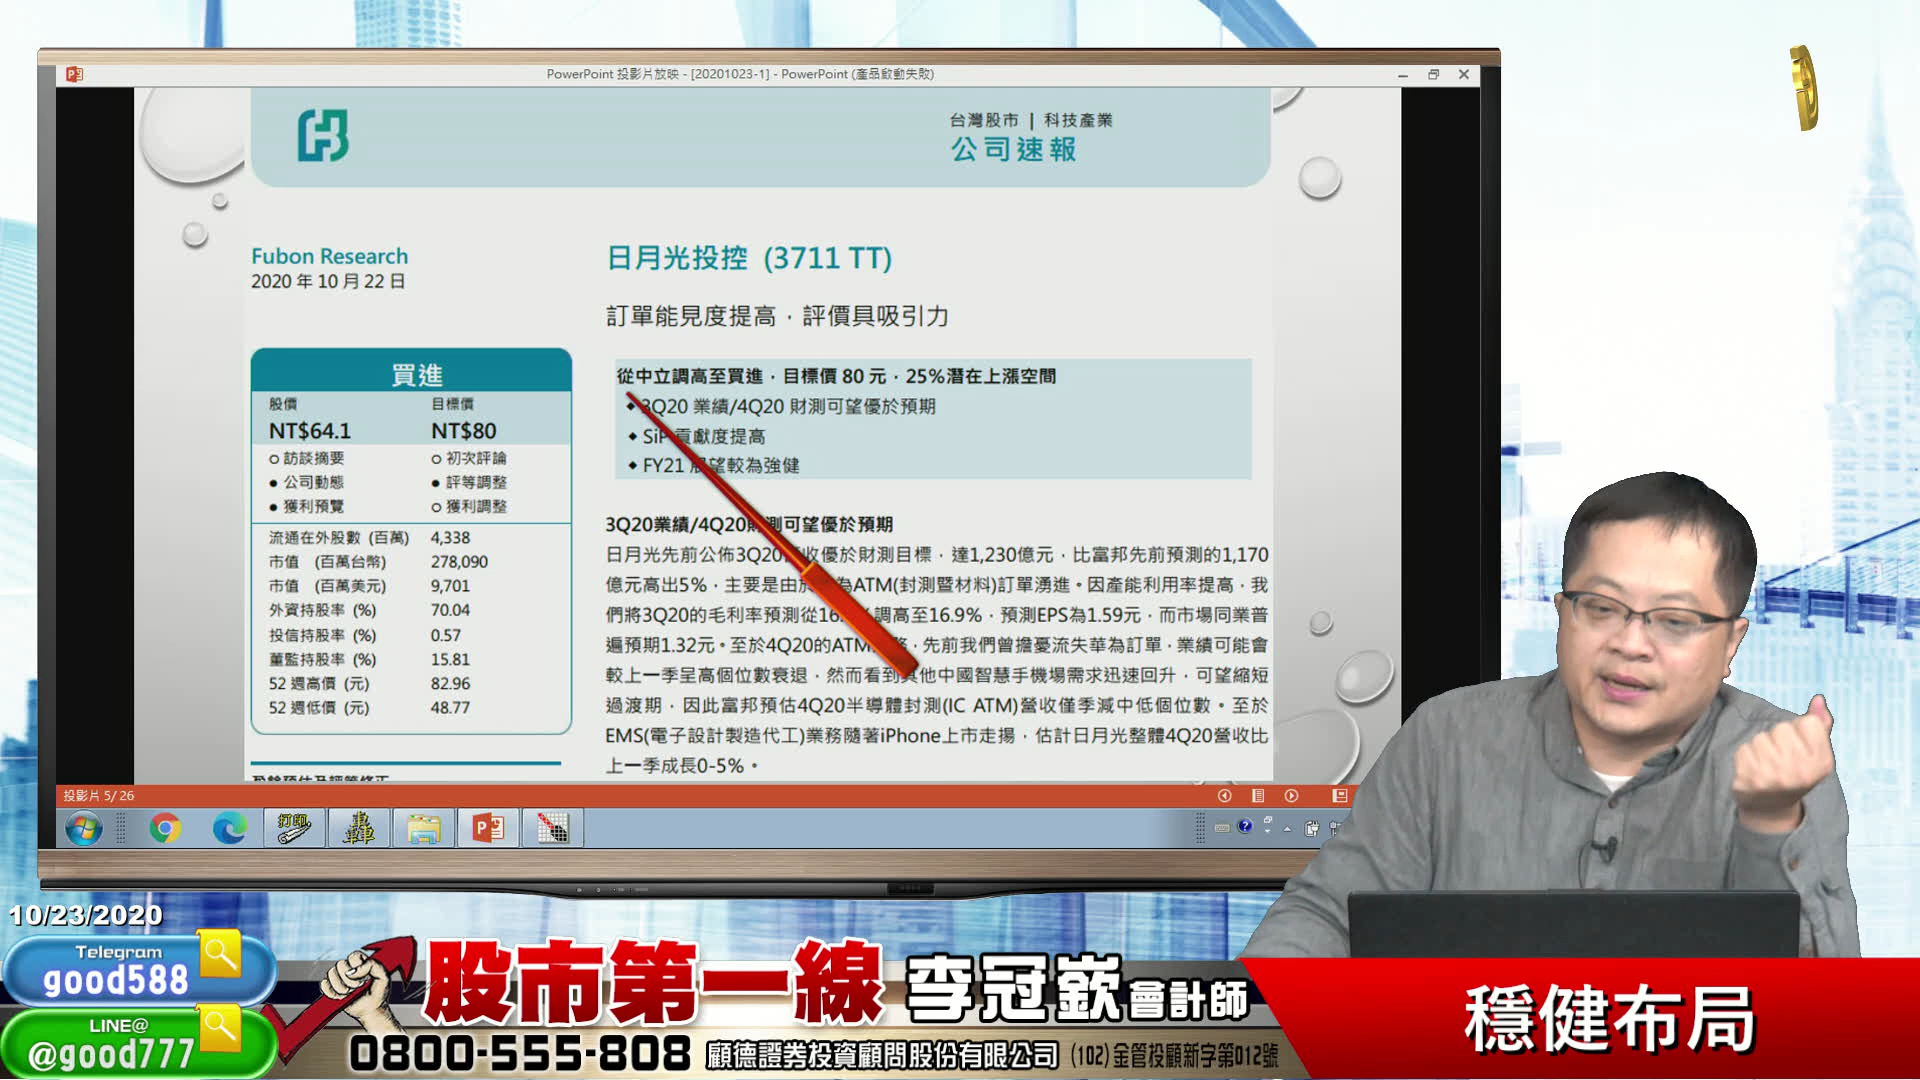 PowerPoint 投影片放映 - [20201023-1] - PowerPoint (產品啟動失敗)
台灣股市 | 科技產業
公司速報
Fubon Research
2020 年 10 月 22 日
日月光投控 (3711 TT)
訂單能見度提高，評價具吸引力
買進
股價 目標價
NT$64.1 NT$80
訪談摘要 初次評論
公司動態 評等調整
獲利預覽 獲利調整
流通在外股數 (百萬) 4,338
市值 (百萬台幣) 278,090
市值 (百萬美元) 9,701
外資持股率 (%) 70.04
投信持股率 (%) 0.57
董監持股率 (%) 15.81
52 週高價 (元) 82.96
52 週低價 (元) 48.77
從中立調高至買進，目標價 80 元，25%潛在上漲空間
3Q20 業績/4Q20 財測可望優於預期
SiP 貢獻度提高
FY21 展望較為強健
3Q20業績/4Q20財測可望優於預期
日月光先前公佈3Q20營收優於財測目標，達1,230億元，比富邦先前預測的1,170
億元高出5%，主要是由於 為ATM(封測暨材料)訂單湧進。因產能利用率提高，我
們將3Q20的毛利率預測從16. 調高至16.9%，預測EPS為1.59元，而市場同業普
遍預期1.32元。至於4Q20的ATM 務，先前我們曾擔憂流失華為訂單，業績可能會
較上一季呈高個位數衰退，然而看到其他中國智慧手機場需求迅速回升，可望縮短
過渡期，因此富邦預估4Q20半導體封測(IC ATM)營收僅季減中低個位數。至於
EMS(電子設計製造代工)業務隨著iPhone上市走揚，估計日月光整體4Q20營收比
上一季成長0-5%。
投影片 5/26
打印
10/23/2020
Telegram
good588
LINE@
@good777
股市第一線 李冠嶔會計師
0800-555-808 顧德證券投資顧問股份有限公司 (102)金管投顧新字第012號
穩健布局